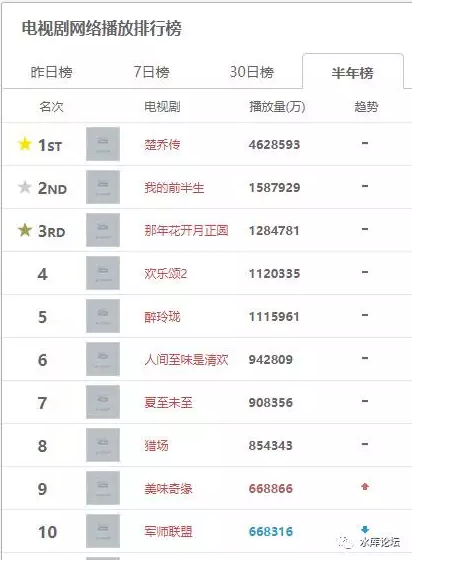 电视剧网络播放排行榜
昨日榜 7日榜 30日榜 半年榜
名次 电视剧 播放量(万) 趋势
1ST 楚乔传 4628593 -
2ND 我的前半生 1587929 -
3RD 那年花开月正圆 1284781 -
4 欢乐颂2 1120335 -
5 醉玲珑 1115961 -
6 人间至味是清欢 942809 -
7 夏至未至 908356 -
8 猎场 854343 -
9 美味奇缘 668866
10 军师联盟 668316
水库论坛